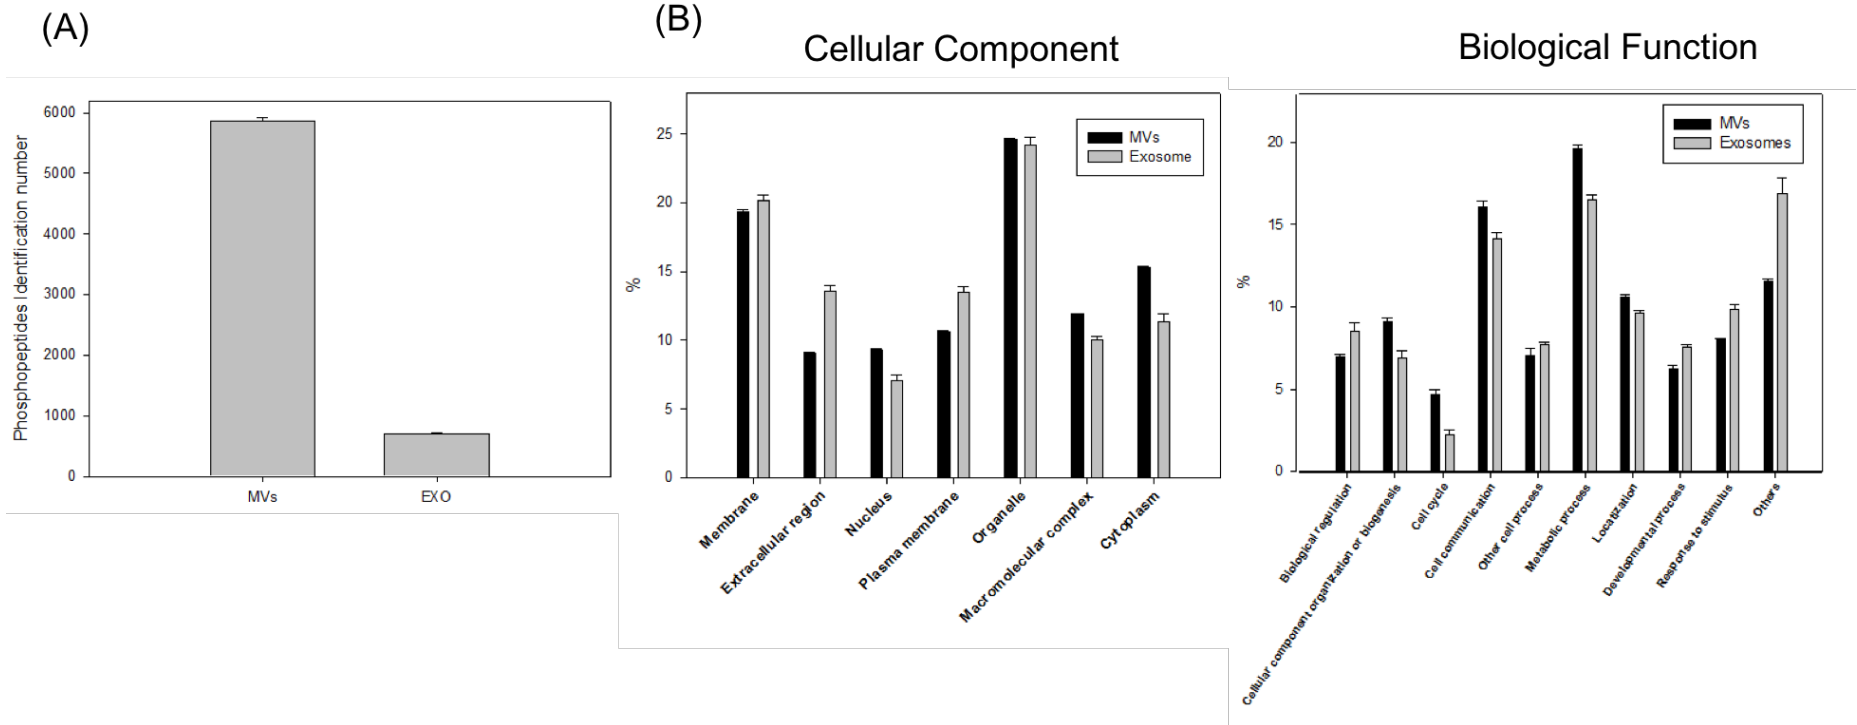 (A)
Phosphopeptides Identification number
6000
5000
4000
3000
2000
1000
0
MVs
EXO
(B)
Cellular Component
%
25
20
15
10
5
0
MVs
Exosome
Membrane
Extracellular region
Nucleus
Plasma membrane
Organelle
Macromolecular complex
Cytoplasm
Biological Function
%
20
15
10
5
0
MVs
Exosomes
Biological regulation
Cellular component organization or biogenesis
Cell cycle
Cell communication
Other cell process
Metabolic process
Locatization
Developmental process
Response to stimulus
Others